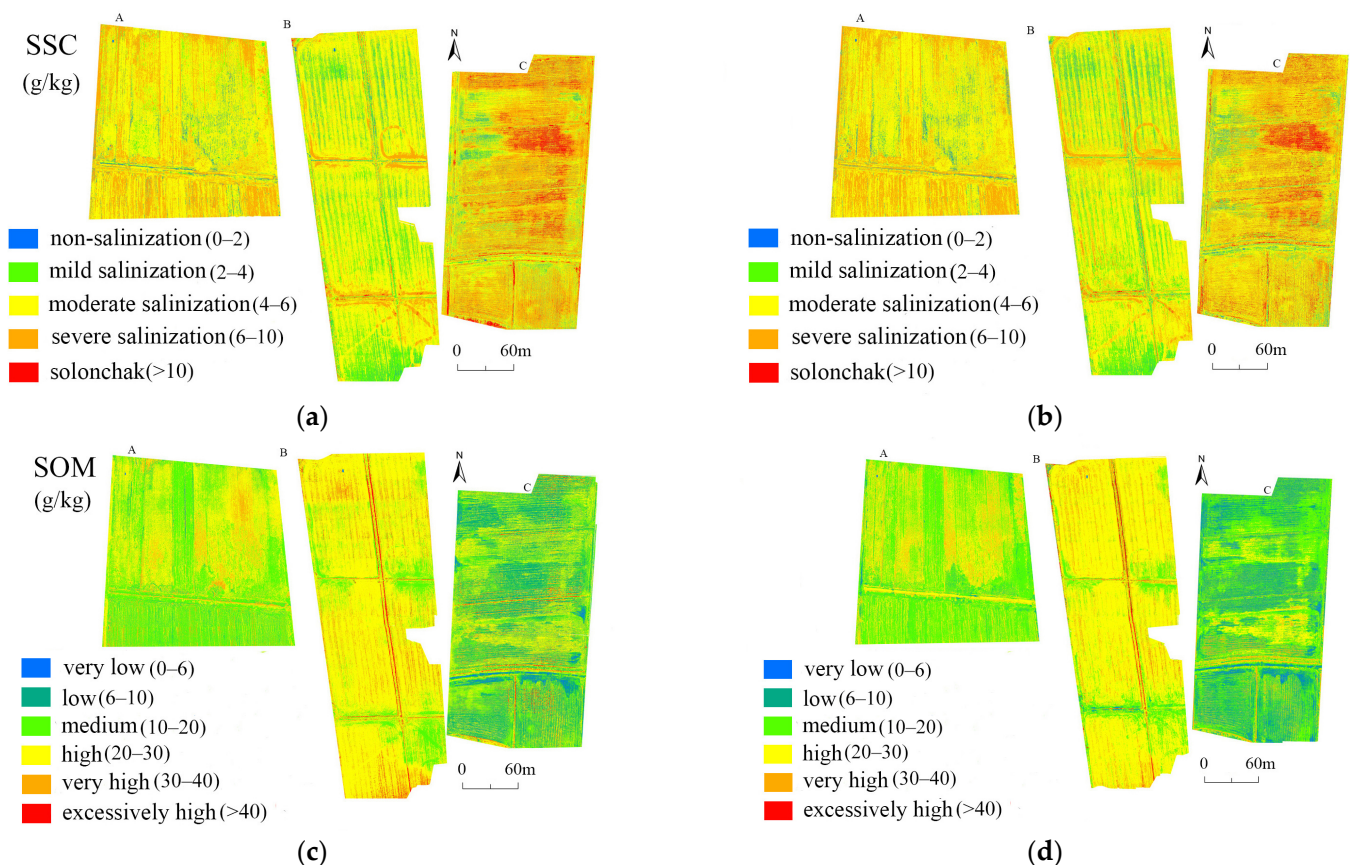 A
B
N
C
SSC
(g/kg)
non-salinization (0–2)
mild salinization (2–4)
moderate salinization (4–6)
severe salinization (6–10)
solonchak (>10)
0 60m
(a)
A
B
N
C
non-salinization (0–2)
mild salinization (2–4)
moderate salinization (4–6)
severe salinization (6–10)
solonchak (>10)
0 60m
(b)
A
B
N
C
SOM
(g/kg)
very low (0–6)
low (6–10)
medium (10–20)
high (20–30)
very high (30–40)
excessively high (>40)
0 60m
(c)
A
B
N
C
very low (0–6)
low (6–10)
medium (10–20)
high (20–30)
very high (30–40)
excessively high (>40)
0 60m
(d)